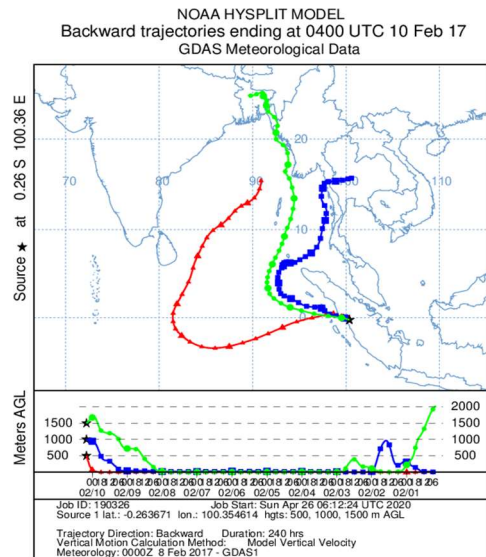 NOAA HYSPLIT MODEL
Backward trajectories ending at 0400 UTC 10 Feb 17
GDAS Meteorological Data
Source ★ at 0.26 S 100.36 E
20
70
80
90
10
Meters AGL
2000
1500
1500
1000
1000
500
500
02/10 02/09 02/08 02/07 02/06 02/05 02/04 02/03 02/02 02/01
Job ID: 190326 Job Start: Sun Apr 26 06:12:24 UTC 2020
Source 1 lat.: -0.263671 lon.: 100.354614 hgts: 500, 1000, 1500 m AGL
Trajectory Direction: Backward Duration: 240 hrs
Vertical Motion Calculation Method: Model Vertical Velocity
Meteorology: 0000Z 8 Feb 2017 - GDAS1